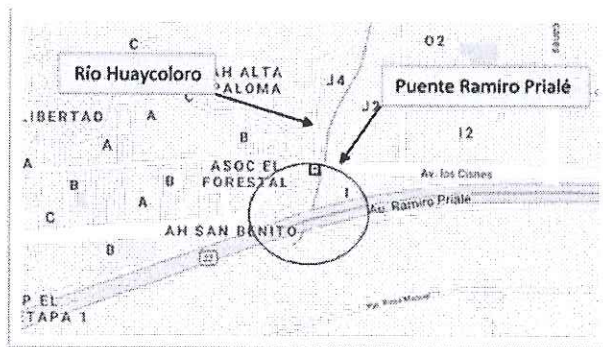 C
O2
Río Huaycoloro
AH ALTA
PALOMA
C
J4
Puente Ramiro Prialé
J2
I2
LIBERTAD
A
A
B
A
B
B
A
C
B
ASOC EL
FORESTAL
I
Av. los Cisnes
Au. Ramiro Prialé
AH SAN BENITO
P EL
ETAPA 1